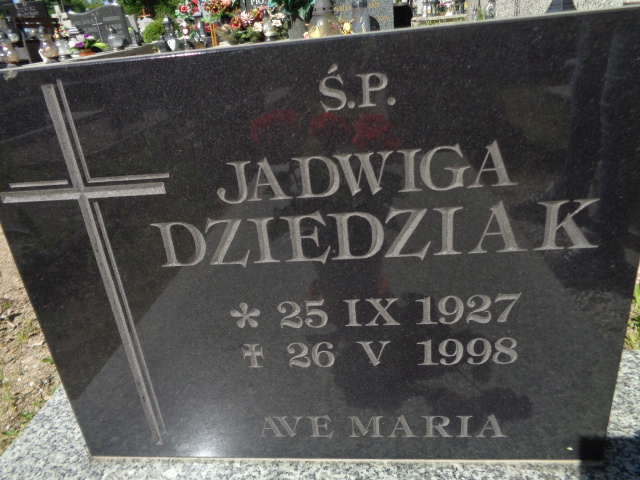 Ś.P.
JADWIGA
DZIEDZIAK
* 25 IX 1927
✝ 26 V 1998
AVE MARIA